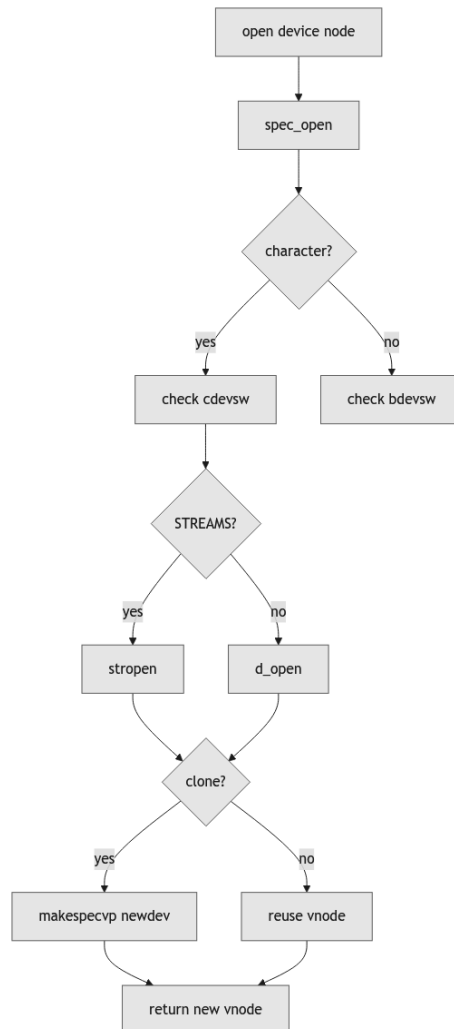 open device node
spec_open
character?
yes
no
check cdevsw
check bdevsw
STREAMS?
yes
no
stropen
d_open
clone?
yes
no
makespecvp newdev
reuse vnode
return new vnode